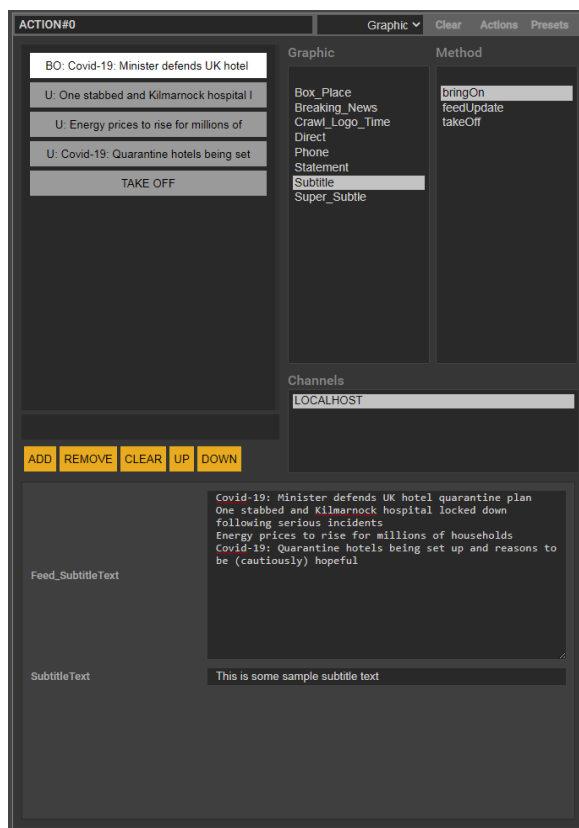 ACTION#0
Graphic
Clear
Actions
Presets
BO: Covid-19: Minister defends UK hotel
U: One stabbed and Kilmarnock hospital l
U: Energy prices to rise for millions of
U: Covid-19: Quarantine hotels being set
TAKE OFF
Graphic
Box_Place
Breaking_News
Crawl_Logo_Time
Direct
Phone
Statement
Subtitle
Super_Subtle
Method
bringOn
feedUpdate
takeOff
Channels
LOCALHOST
ADD
REMOVE
CLEAR
UP
DOWN
Feed_SubtitleText
Covid-19: Minister defends UK hotel quarantine plan
One stabbed and Kilmarnock hospital locked down
following serious incidents
Energy prices to rise for millions of households
Covid-19: Quarantine hotels being set up and reasons to
be (cautiously) hopeful
SubtitleText
This is some sample subtitle text